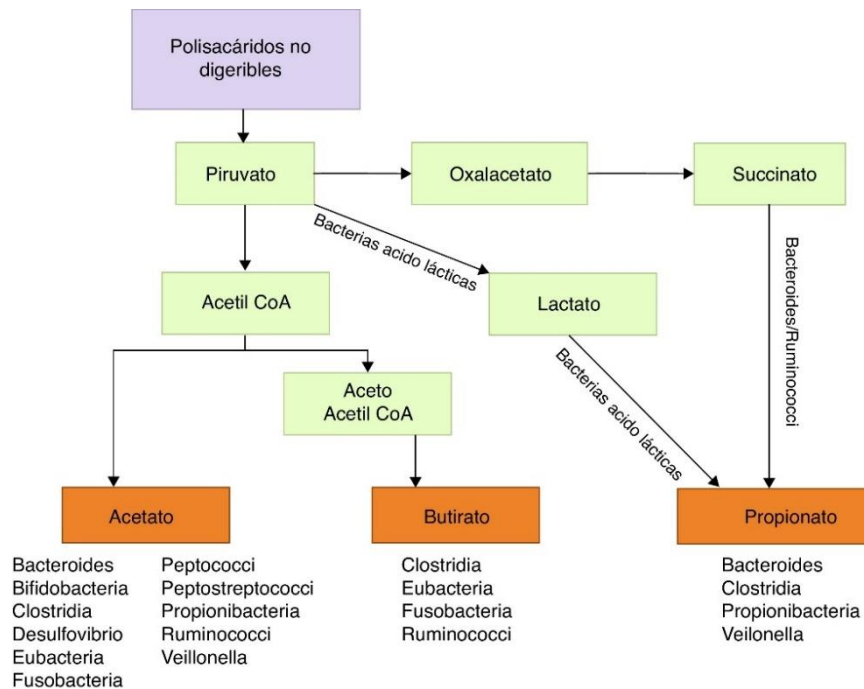 Polisacáridos no
digeribles
Piruvato
Oxalacetato
Succinato
Bacterias acido lácticas
Bacteroides/Ruminococci
Acetil CoA
Lactato
Aceto
Acetil CoA
Bacterias acido lácticas
Acetato
Butirato
Propionato
Bacteroides
Bifidobacteria
Clostridia
Desulfovibrio
Eubacteria
Fusobacteria
Peptococci
Peptostreptococci
Propionibacteria
Ruminococci
Veillonella
Clostridia
Eubacteria
Fusobacteria
Ruminococci
Bacteroides
Clostridia
Propionibacteria
Veilonella